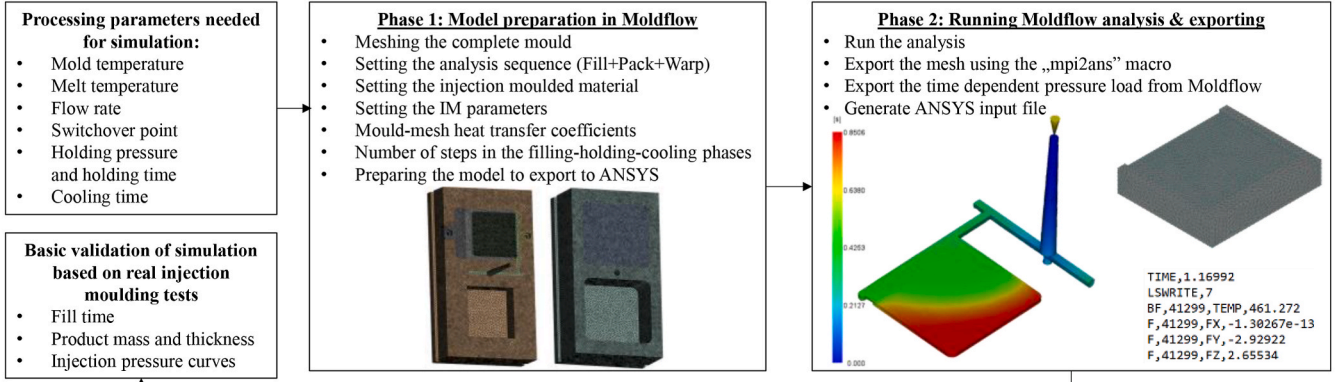 Processing parameters needed
for simulation:
• Mold temperature
• Melt temperature
• Flow rate
• Switchover point
• Holding pressure
and holding time
• Cooling time
Basic validation of simulation
based on real injection
moulding tests
• Fill time
• Product mass and thickness
• Injection pressure curves
Phase 1: Model preparation in Moldflow
• Meshing the complete mould
• Setting the analysis sequence (Fill+Pack+Warp)
• Setting the injection moulded material
• Setting the IM parameters
• Mould-mesh heat transfer coefficients
• Number of steps in the filling-holding-cooling phases
• Preparing the model to export to ANSYS
Phase 2: Running Moldflow analysis & exporting
• Run the analysis
• Export the mesh using the „mpi2ans” macro
• Export the time dependent pressure load from Moldflow
• Generate ANSYS input file
[s]
0.8506
0.6380
0.4253
0.2127
0.000
TIME,1.16992
LSWRITE,7
BF,41299,TEMP,461.272
F,41299,FX,-1.30267e-13
F,41299,FY,-2.92922
F,41299,FZ,2.65534